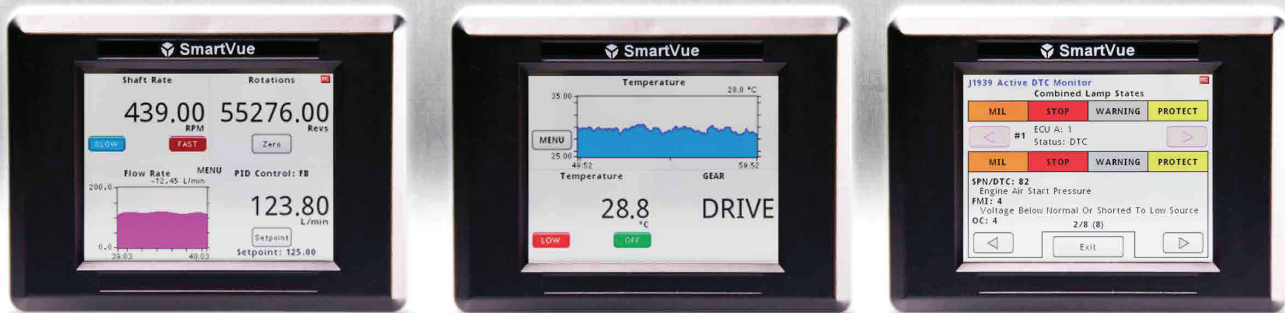 SmartVue
Shaft Rate
Rotations
439.00
55276.00
RPM
Revs
SLOW
FAST
Zero
Flow Rate
MENU
PID Control: FB
-12.45 L/min
200.0
123.80
L/min
Setpoint
0.0
39:03
40:03
Setpoint: 125.00
SmartVue
Temperature
28.8 °C
35.00
MENU
25.00
49:52
59:52
Temperature
GEAR
28.8
DRIVE
°C
LOW
OFF
SmartVue
J1939 Active DTC Monitor
Combined Lamp States
MIL
STOP
WARNING
PROTECT
#1
ECU A: 1
Status: DTC
MIL
STOP
WARNING
PROTECT
SPN/DTC: 82
Engine Air Start Pressure
FMI: 4
Voltage Below Normal Or Shorted To Low Source
OC: 4
2/8 (8)
Exit